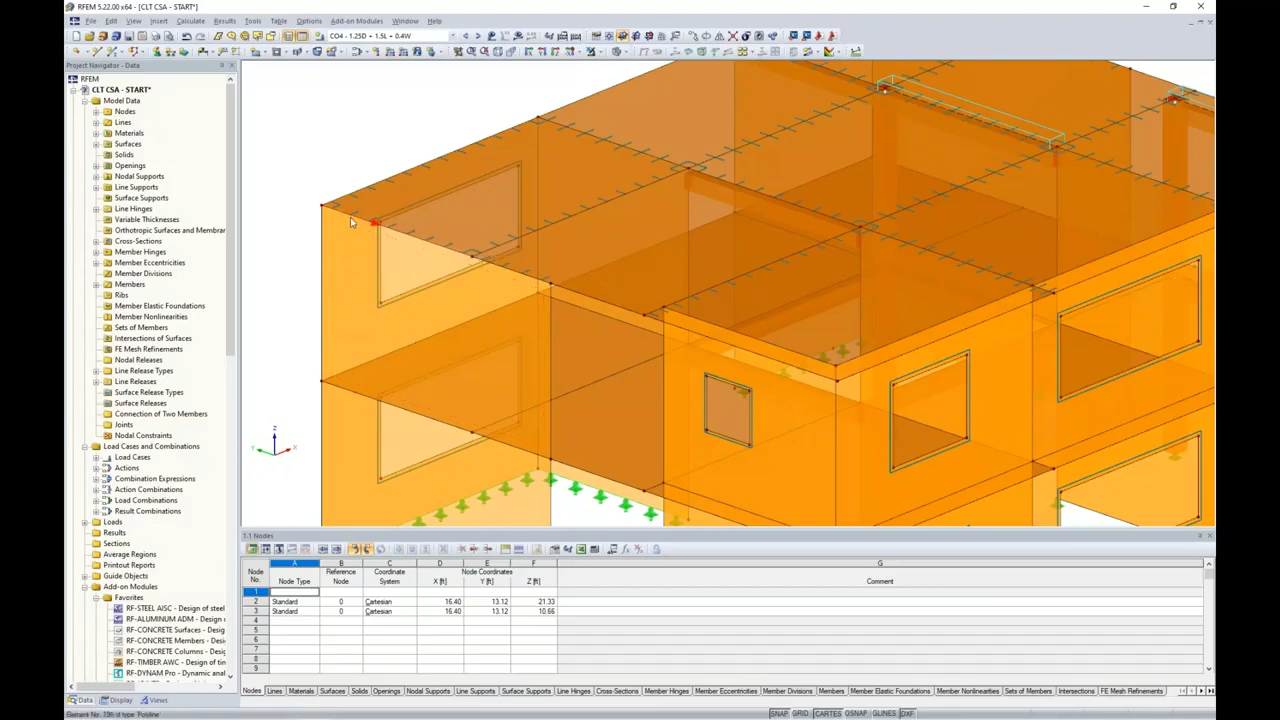 RFEM 5.22.00 x64 - [CLT CSA - START*]
File Edit View Insert Calculate Results Tools Table Options Add-on Modules Window Help
CO4 - 1.25D + 1.5L + 0.4W
Project Navigator - Data
RFEM
CLT CSA - START*
Model Data
Nodes
Lines
Materials
Surfaces
Solids
Openings
Nodal Supports
Line Supports
Surface Supports
Line Hinges
Variable Thicknesses
Orthotropic Surfaces and Membra
Cross-Sections
Member Hinges
Member Eccentricities
Member Divisions
Members
Ribs
Member Elastic Foundations
Member Nonlinearities
Sets of Members
Intersections of Surfaces
FE Mesh Refinements
Nodal Releases
Line Release Types
Line Releases
Surface Release Types
Surface Releases
Connection of Two Members
Joints
Nodal Constraints
Load Cases and Combinations
Load Cases
Actions
Combination Expressions
Action Combinations
Load Combinations
Result Combinations
Loads
Results
Sections
Average Regions
Printout Reports
Guide Objects
Add-on Modules
Favorites
RF-STEEL AISC - Design of steel
RF-ALUMINUM ADM - Design o
RF-CONCRETE Surfaces - Desig
RF-CONCRETE Members - Desi
RF-CONCRETE Columns - Desig
RF-TIMBER AWC - Design of tim
RF-DYNAM Pro - Dynamic anal
Data Display Views
Z
Y X
1.1 Nodes
A B C D E F G
Node Reference Coordinate Node Coordinates
No. Node Type Node System X [ft] Y [ft] Z [ft] Comment
1
2 Standard 0 Cartesian 16.40 13.12 21.33
3 Standard 0 Cartesian 16.40 13.12 10.66
4
5
6
7
8
9
Nodes Lines Materials Surfaces Solids Openings Nodal Supports Line Supports Surface Supports Line Hinges Cross-Sections Member Hinges Member Eccentricities Member Divisions Members Member Elastic Foundations Member Nonlinearities Sets of Members Intersections FE Mesh Refinements
SNAP GRID CARTES OSNAP GLINES DXF